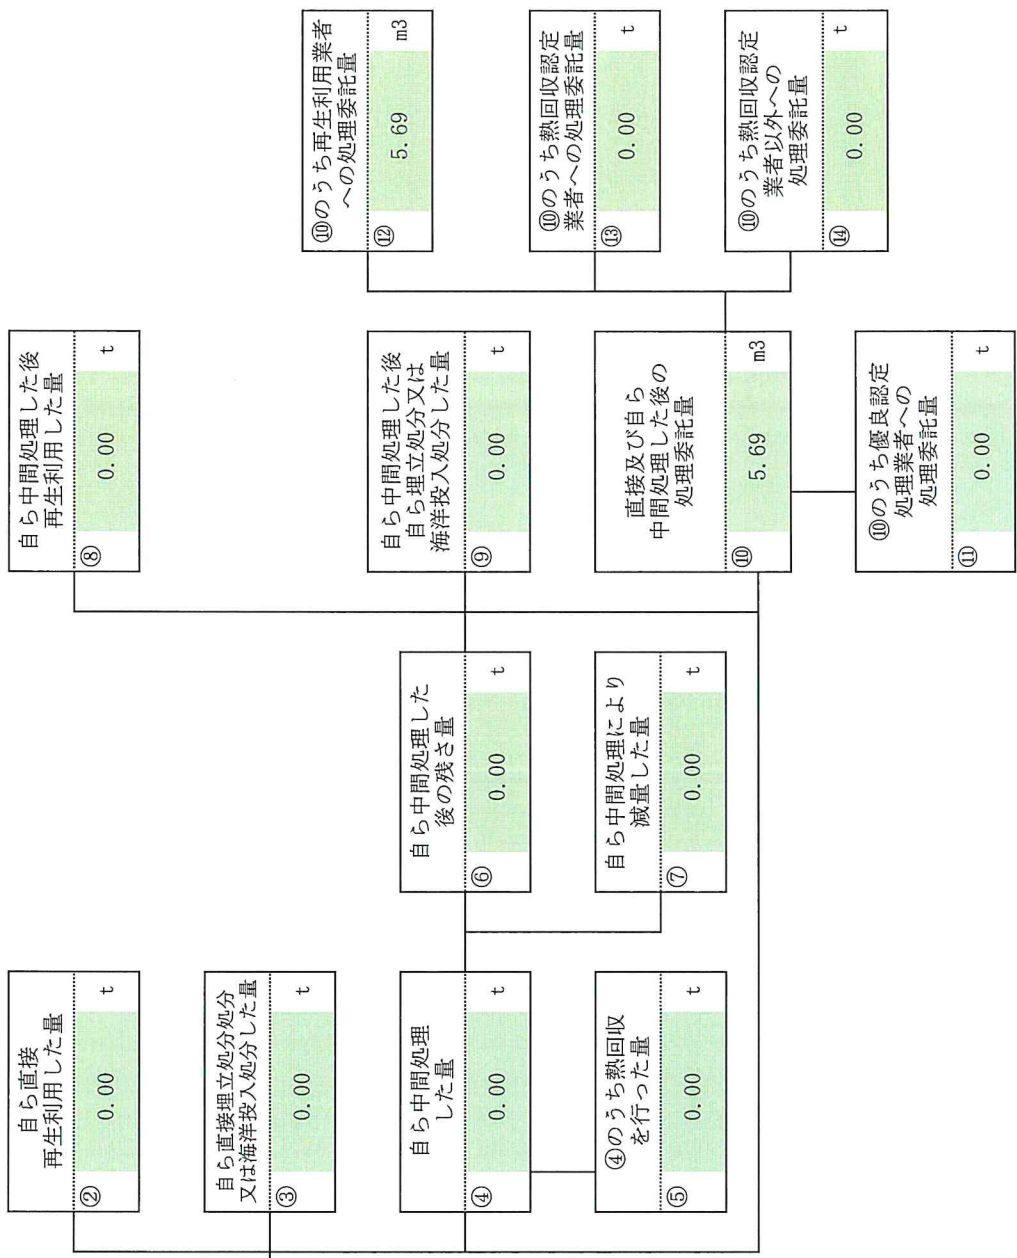 自ら直接
再生利用した量
② 0.00 t
自ら直接埋立処分処分
又は海洋投入処分した量
③ 0.00 t
自ら中間処理
した量
④ 0.00 t
④のうち熱回収
を行った量
⑤ 0.00 t
自ら中間処理した
後の残さ量
⑥ 0.00 t
自ら中間処理により
減量した量
⑦ 0.00 t
自ら中間処理した後
再生利用した量
⑧ 0.00 t
自ら中間処理した後
自ら埋立処分又は
海洋投入処分した量
⑨ 0.00 t
直接及び自ら
中間処理した後の
処理委託量
⑩ 5.69 m3
⑩のうち優良認定
処理業者への
処理委託量
⑪ 0.00 t
⑩のうち再生利用業者
への処理委託量
⑫ 5.69 m3
⑩のうち熱回収認定
業者への処理委託量
⑬ 0.00 t
⑩のうち熱回収認定
業者以外への
処理委託量
⑭ 0.00 t